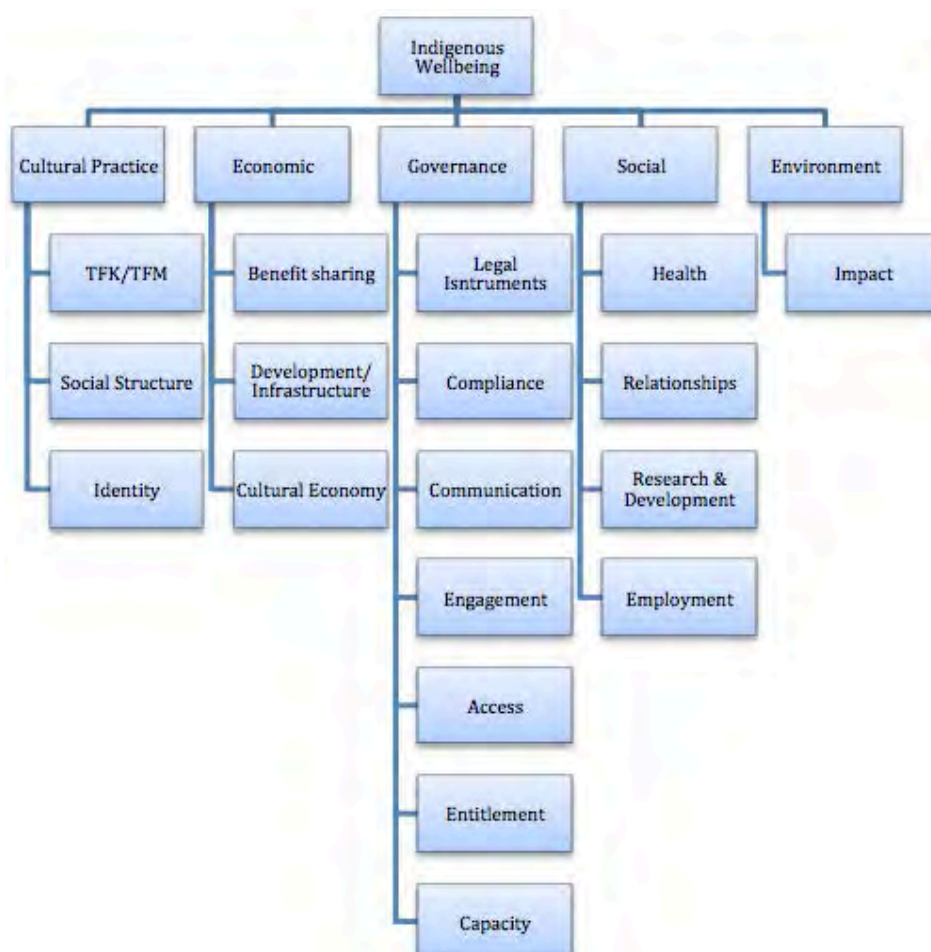 Indigenous
Wellbeing
Cultural Practice
Economic
Governance
Social
Environment
TFK/TFM
Benefit sharing
Legal
Isntruments
Health
Impact
Social Structure
Development/
Infrastructure
Compliance
Relationships
Identity
Cultural Economy
Communication
Research &
Development
Engagement
Employment
Access
Entitlement
Capacity